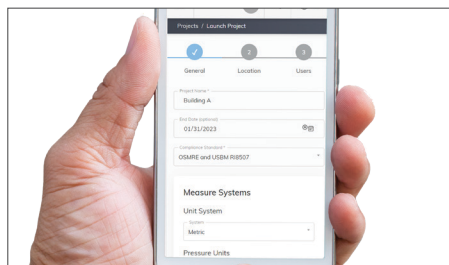 Projects / Launch Project
✓ 2 3
General Location Users
Project Name *
Building A
End Date (optional)
01/31/2023
Compliance Standard *
OSMRE and USBM RI8507
Measure Systems
Unit System
System
Metric
Pressure Units